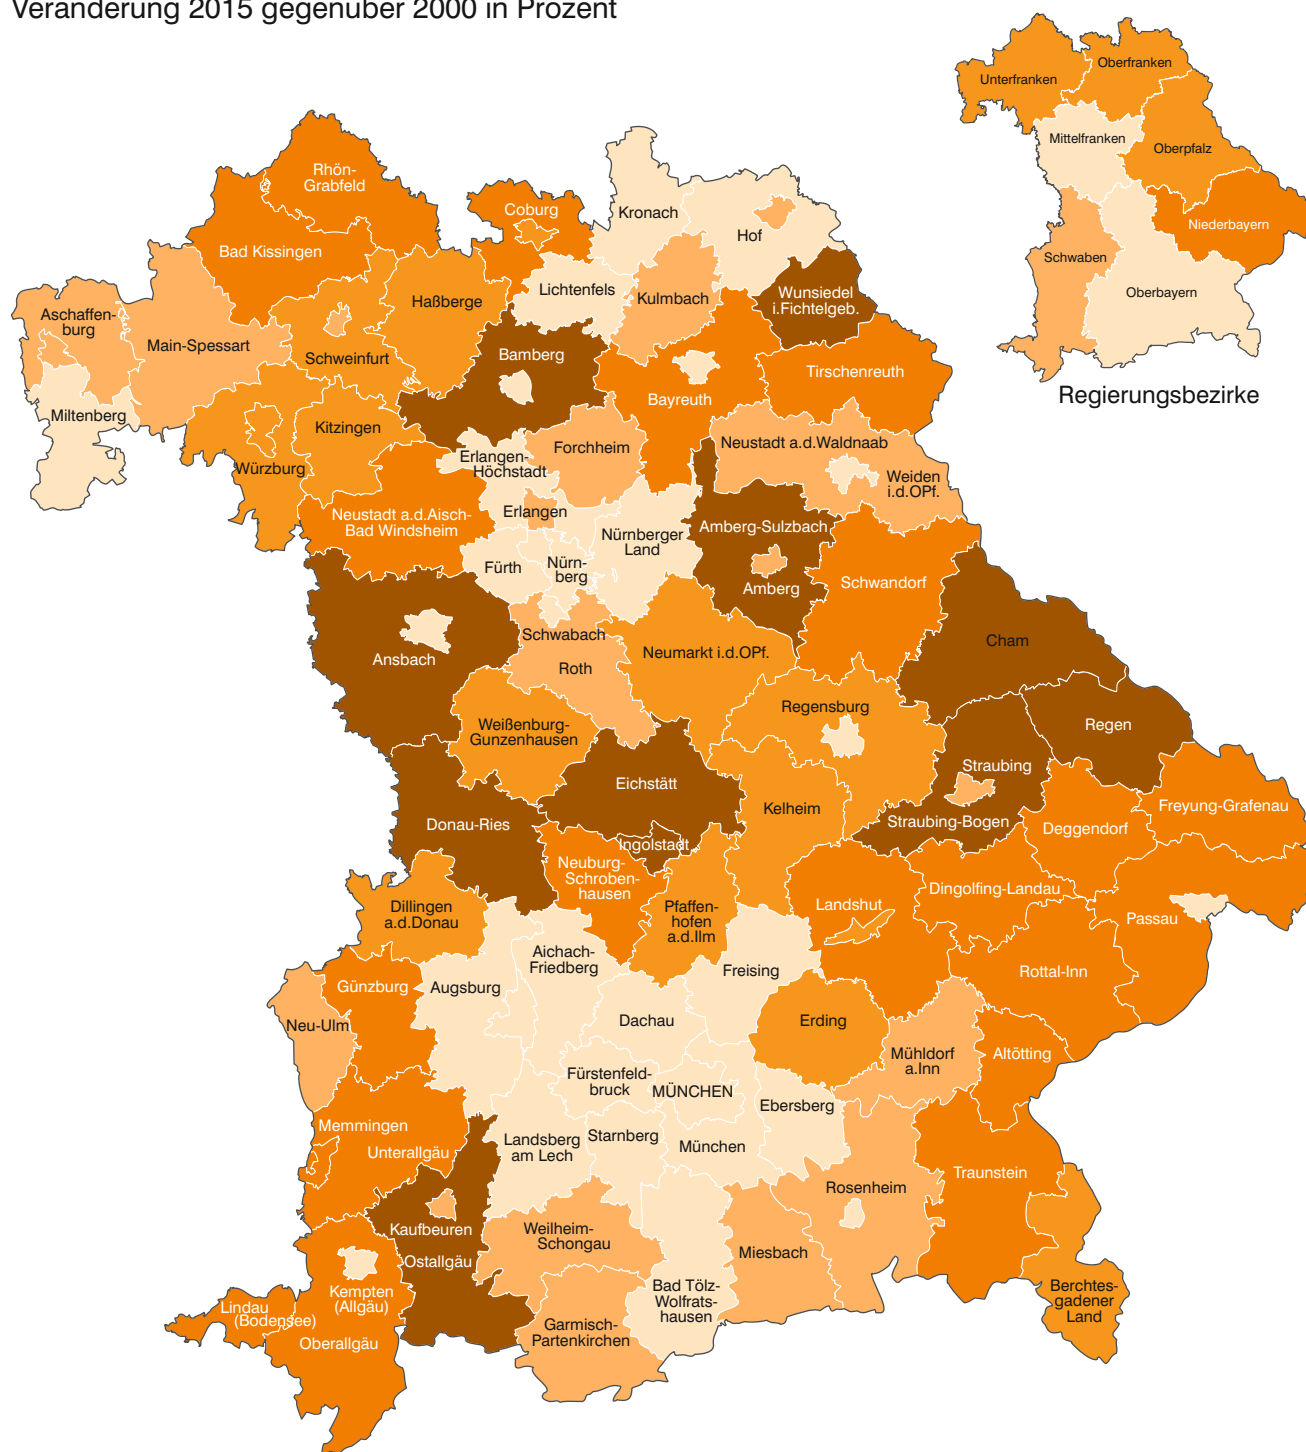 Veränderung 2015 gegenüber 2000 in Prozent
Unterfranken
Oberfranken
Mittelfranken
Oberpfalz
Niederbayern
Schwaben
Oberbayern
Regierungsbezirke
Rhön-
Grabfeld
Bad Kissingen
Coburg
Kronach
Hof
Lichtenfels
Kulmbach
Wunsiedel
i.Fichtelgeb.
Aschaffen-
burg
Main-Spessart
Haßberge
Schweinfurt
Bamberg
Tirschenreuth
Bayreuth
Miltenberg
Kitzingen
Würzburg
Forchheim
Erlangen-
Höchstadt
Neustadt a.d.Waldnaab
Weiden
i.d.OPf.
Erlangen
Neustadt a.d.Aisch-
Bad Windsheim
Nürnberger
Land
Amberg-Sulzbach
Fürth
Nürn-
berg
Amberg
Schwandorf
Schwabach
Roth
Ansbach
Neumarkt i.d.OPf.
Cham
Regensburg
Regen
Weißenburg-
Gunzenhausen
Eichstätt
Straubing
Kelheim
Straubing-Bogen
Freyung-Grafenau
Deggendorf
Donau-Ries
Ingolstadt
Neuburg-
Schroben-
hausen
Dingolfing-Landau
Landshut
Passau
Dillingen
a.d.Donau
Pfaffen-
hofen
a.d.Ilm
Aichach-
Friedberg
Freising
Rottal-Inn
Günzburg
Augsburg
Neu-Ulm
Dachau
Erding
Mühldorf
a.Inn
Altötting
Fürstenfeld-
bruck
MÜNCHEN
Ebersberg
Memmingen
Unterallgäu
Landsberg
am Lech
Starnberg
München
Traunstein
Rosenheim
Kaufbeuren
Ostallgäu
Weilheim-
Schongau
Miesbach
Bad Tölz-
Wolfrats-
hausen
Berchtes-
gadener
Land
Kempten
(Allgäu)
Lindau
(Bodensee)
Oberallgäu
Garmisch-
Partenkirchen